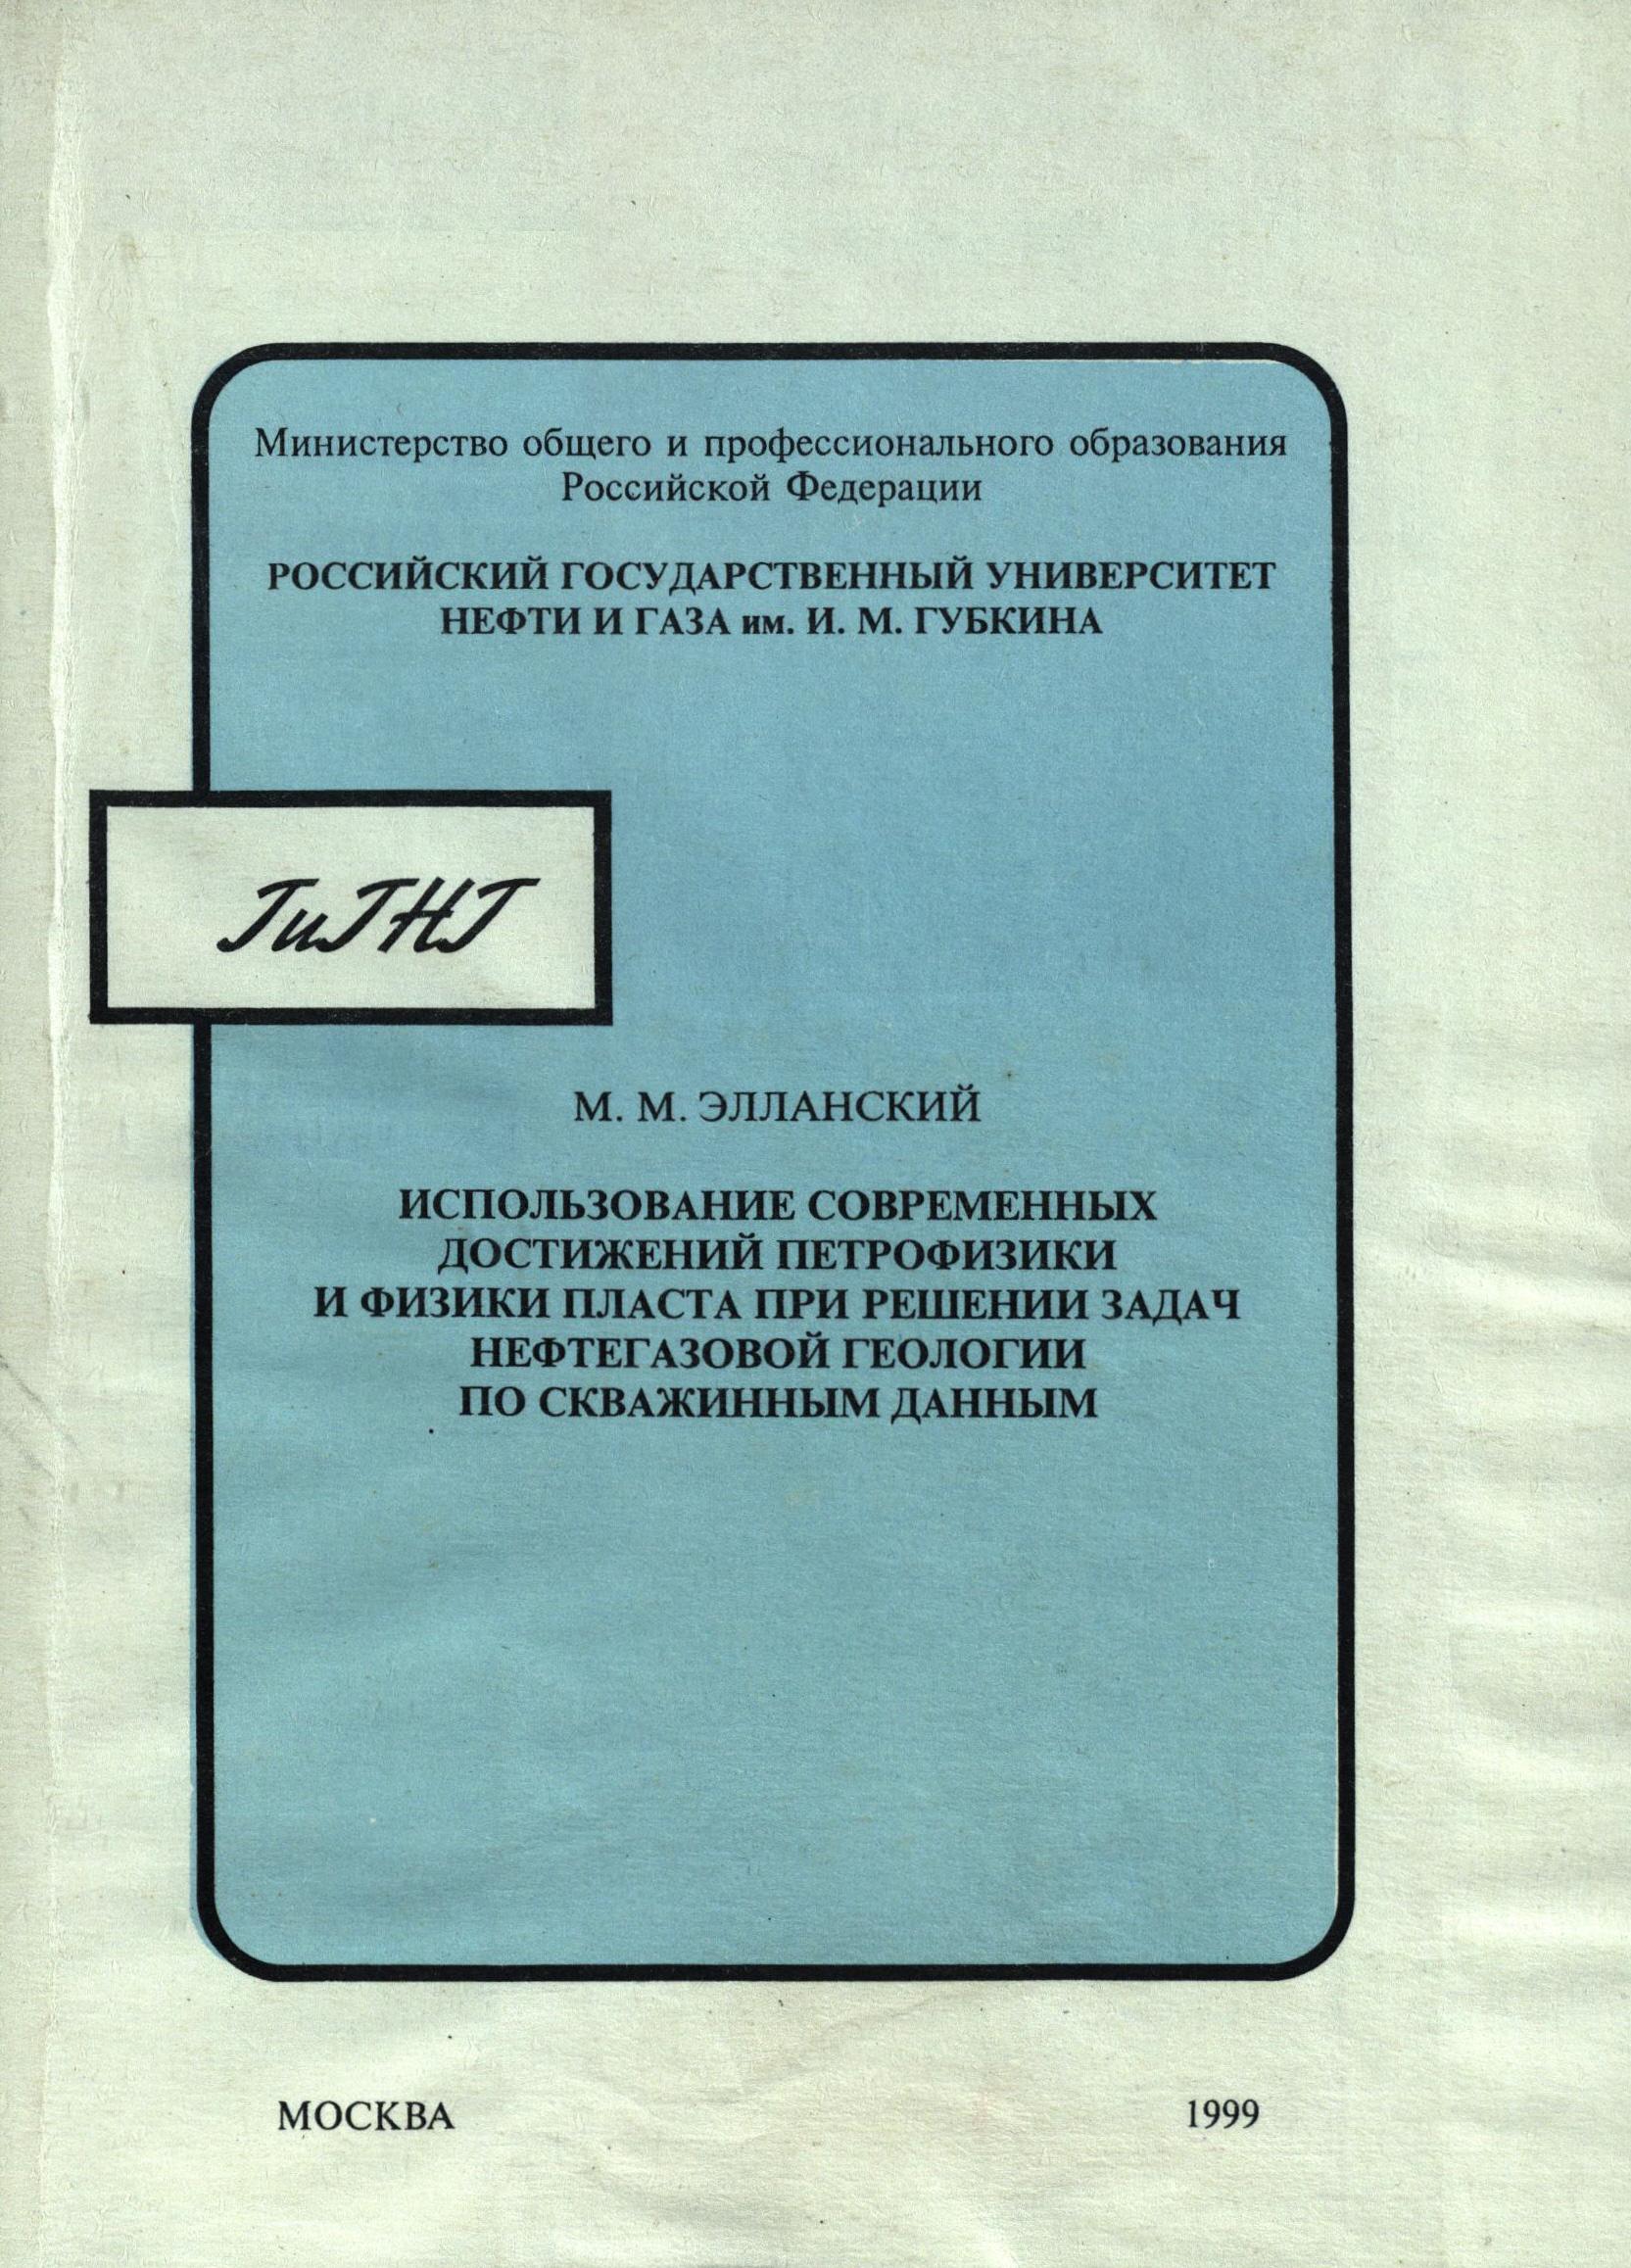 Министерство общего и профессионального образования
Российской Федерации
РОССИЙСКИЙ ГОСУДАРСТВЕННЫЙ УНИВЕРСИТЕТ
НЕФТИ И ГАЗА им. И. М. ГУБКИНА
ГиГНГ
М. М. ЭЛЛАНСКИЙ
ИСПОЛЬЗОВАНИЕ СОВРЕМЕННЫХ
ДОСТИЖЕНИЙ ПЕТРОФИЗИКИ
И ФИЗИКИ ПЛАСТА ПРИ РЕШЕНИИ ЗАДАЧ
НЕФТЕГАЗОВОЙ ГЕОЛОГИИ
ПО СКВАЖИННЫМ ДАННЫМ
МОСКВА 1999